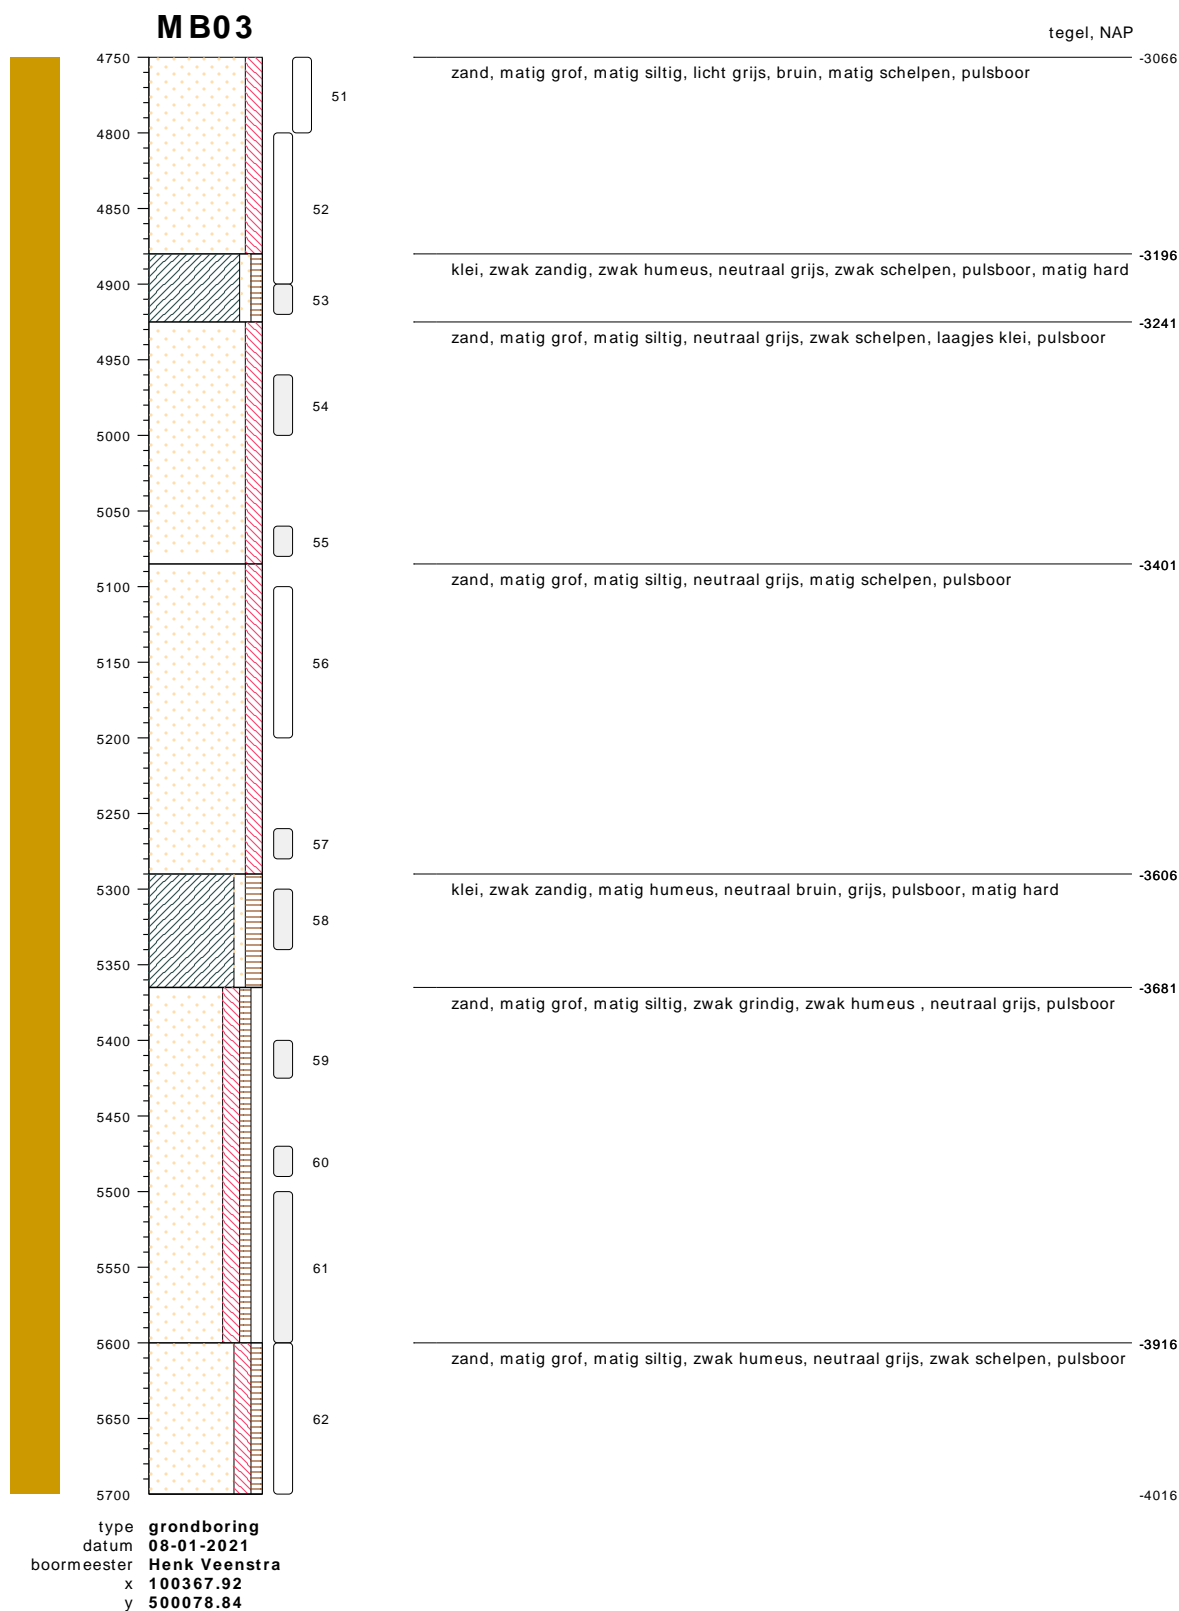 MB03
tegel, NAP
4750
-3066
zand, matig grof, matig siltig, licht grijs, bruin, matig schelpen, pulsboor
51
4800
52
4850
-3196
klei, zwak zandig, zwak humeus, neutraal grijs, zwak schelpen, pulsboor, matig hard
4900
53
-3241
zand, matig grof, matig siltig, neutraal grijs, zwak schelpen, laagjes klei, pulsboor
4950
54
5000
5050
55
-3401
zand, matig grof, matig siltig, neutraal grijs, matig schelpen, pulsboor
5100
5150
56
5200
5250
57
-3606
klei, zwak zandig, matig humeus, neutraal bruin, grijs, pulsboor, matig hard
5300
58
5350
-3681
zand, matig grof, matig siltig, zwak grindig, zwak humeus , neutraal grijs, pulsboor
5400
59
5450
60
5500
5550
61
5600
-3916
zand, matig grof, matig siltig, zwak humeus, neutraal grijs, zwak schelpen, pulsboor
5650
62
5700
-4016
type grondboring
datum 08-01-2021
boormeester Henk Veenstra
x 100367.92
y 500078.84